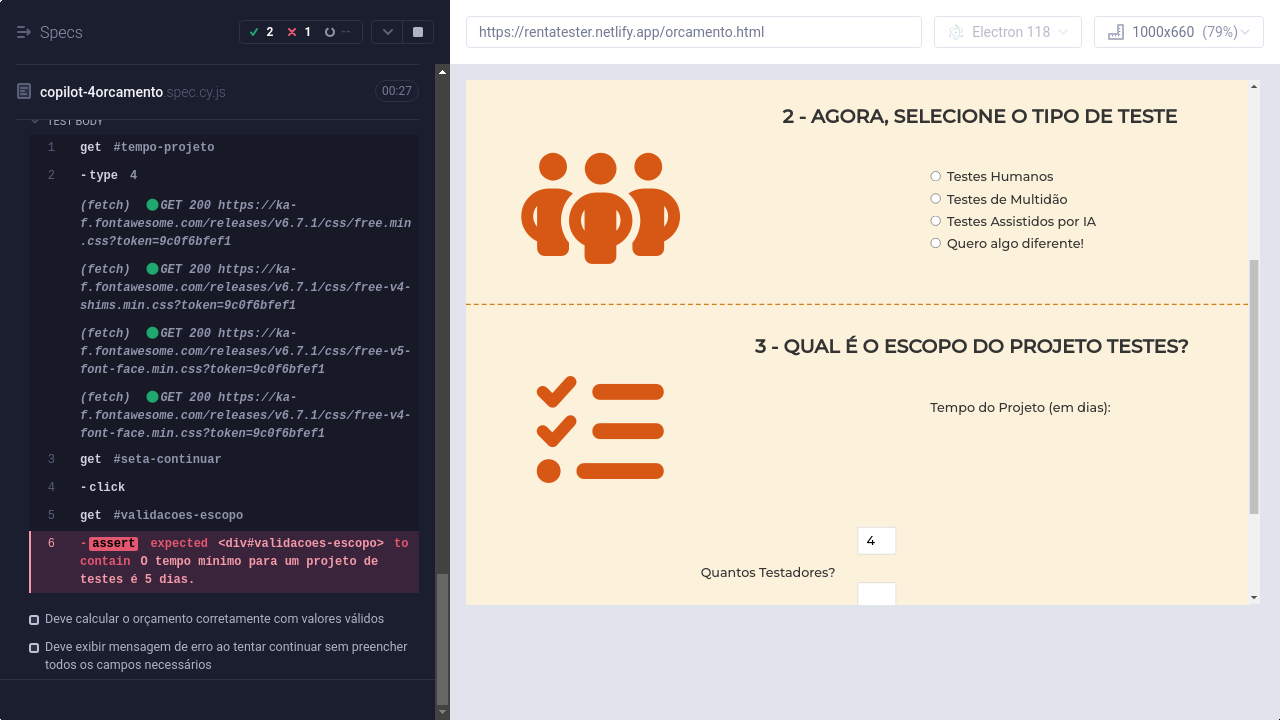 Specs
2
1
--
copilot-4orcamento.spec.cy.js
00:27
TEST BODY
1 get #tempo-projeto
2 -type 4
(fetch) GET 200 https://ka-
f.fontawesome.com/releases/v6.7.1/css/free.min
.css?token=9c0f6bfef1
(fetch) GET 200 https://ka-
f.fontawesome.com/releases/v6.7.1/css/free-v4-
shims.min.css?token=9c0f6bfef1
(fetch) GET 200 https://ka-
f.fontawesome.com/releases/v6.7.1/css/free-v5-
font-face.min.css?token=9c0f6bfef1
(fetch) GET 200 https://ka-
f.fontawesome.com/releases/v6.7.1/css/free-v4-
font-face.min.css?token=9c0f6bfef1
3 get #seta-continuar
4 -click
5 get #validacoes-escopo
6 -assert expected <div#validacoes-escopo> to
contain O tempo mínimo para um projeto de
testes é 5 dias.
Deve calcular o orçamento corretamente com valores válidos
Deve exibir mensagem de erro ao tentar continuar sem preencher
todos os campos necessários
https://rentatester.netlify.app/orcamento.html
Electron 118
1000x660 (79%)
2 - AGORA, SELECIONE O TIPO DE TESTE
Testes Humanos
Testes de Multidão
Testes Assistidos por IA
Quero algo diferente!
3 - QUAL É O ESCOPO DO PROJETO TESTES?
Tempo do Projeto (em dias):
4
Quantos Testadores?